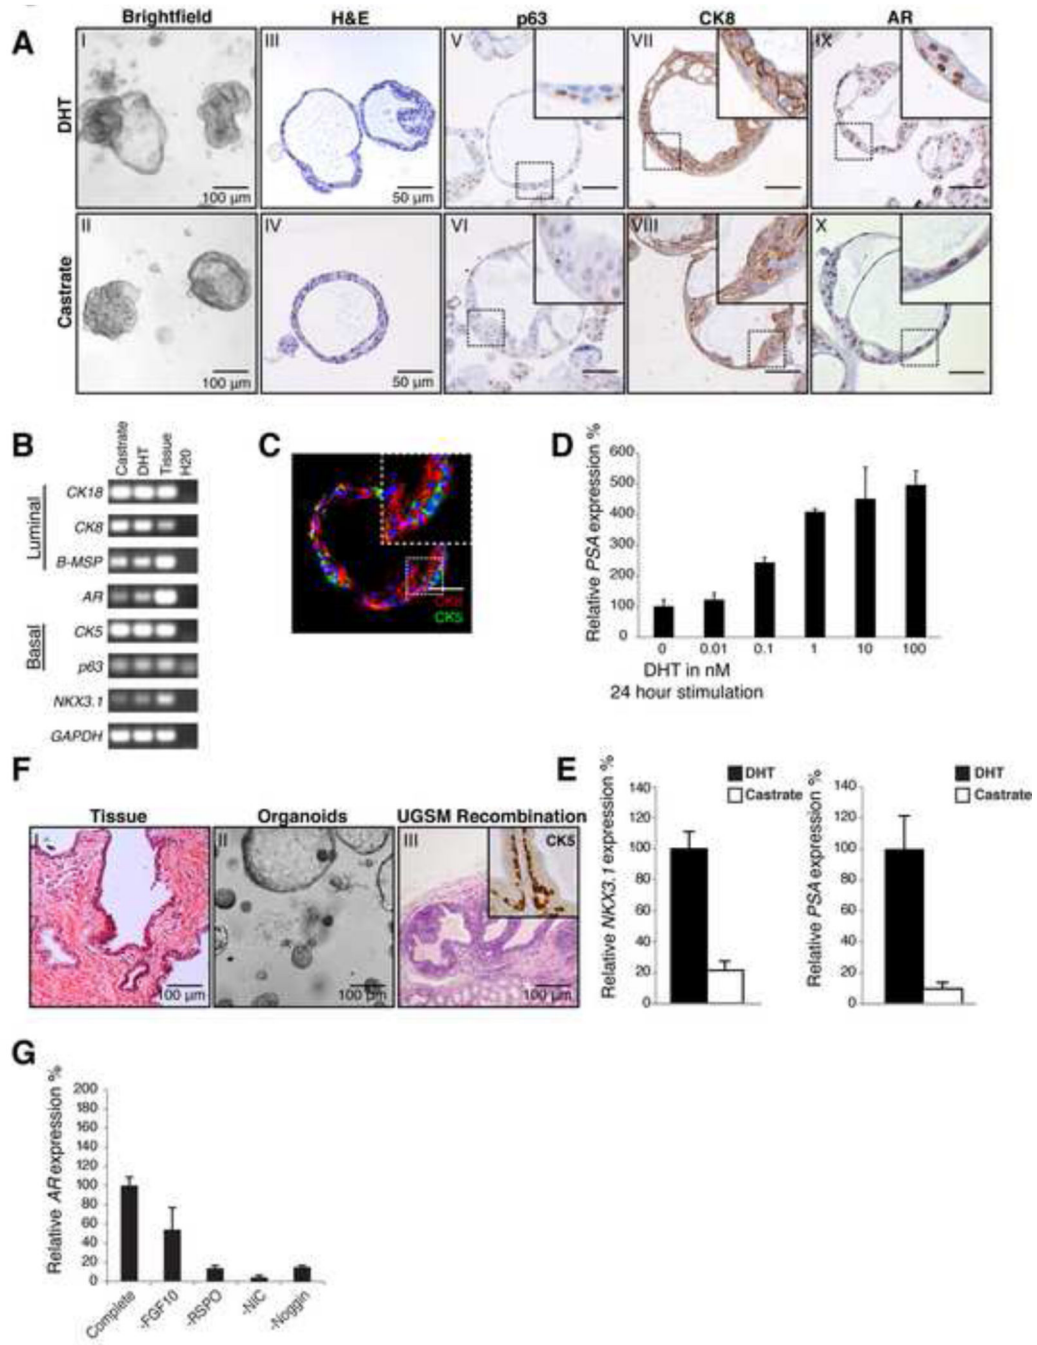 Brightfield H&E p63 CK8 AR
A
I III V VII IX
DHT
100 µm 50 µm
II IV VI VIII X
Castrate
100 µm 50 µm
B
Castrate DHT Tissue H20
Luminal
CK18
CK8
B-MSP
AR
Basal
CK5
p63
NKX3.1
GAPDH
C
CK8
CK5
D
Relative PSA expression %
600
500
400
300
200
100
0
0 0.01 0.1 1 10 100
DHT in nM
24 hour stimulation
F
Tissue Organoids UGSM Recombination
I II III CK5
100 µm 100 µm 100 µm
E
Relative NKX3.1 expression %
140
120
100
80
60
40
20
0
DHT
Castrate
Relative PSA expression %
140
120
100
80
60
40
20
0
DHT
Castrate
G
Relative AR expression %
200
180
160
140
120
100
80
60
40
20
0
Complete -FGF10 -RSPO -NIC -Noggin